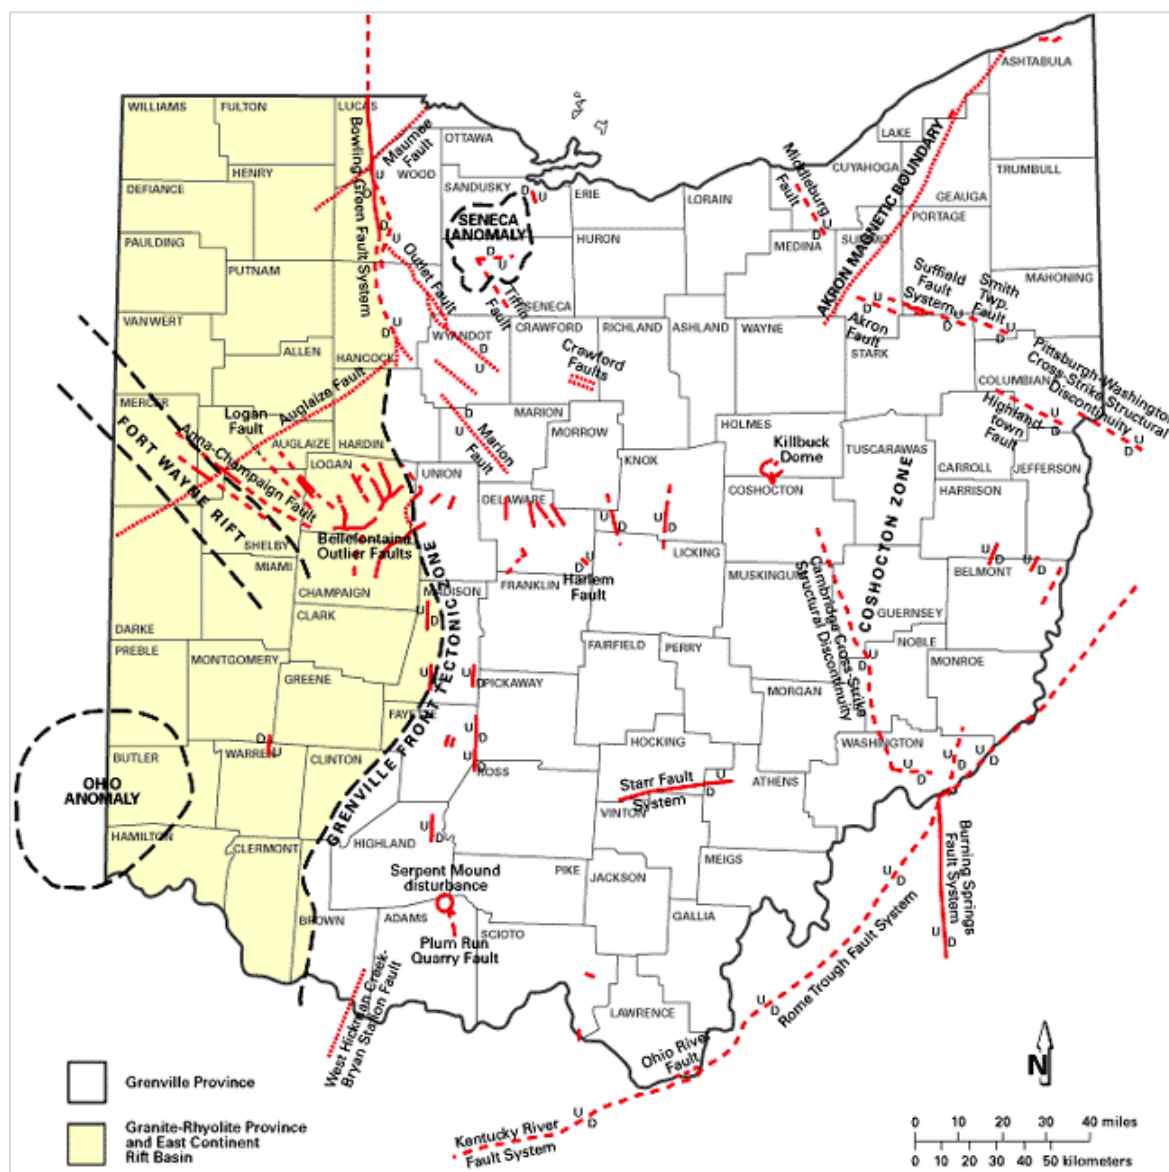 WILLIAMS
FULTON
LUCAS
OTTAWA
WOOD
Maumee
Fault
Bowling Green Fault System
HENRY
DEFIANCE
SANDUSKY
ERIE
LORAIN
CUYAHOGA
LAKE
ASHTABULA
GEAUGA
TRUMBULL
Middleburg
Fault
AKRON MAGNETIC BOUNDARY
SENECA
ANOMALY
PAULDING
PUTNAM
HURON
MEDINA
SUMMIT
PORTAGE
MAHONING
Outlet Fault
Tiffin
Fault
SENECA
Suffield
Fault
System
Smith
Twp.
Fault
Akron
Fault
VANWERT
ALLEN
HANCOCK
WYANDOT
CRAWFORD
RICHLAND
ASHLAND
WAYNE
STARK
COLUMBIANA
Crawford
Faults
Pittsburgh-Washington
Cross-Strike Structural
Discontinuity
Highland
town
Fault
MERCER
Logan
Fault
Auglaize Fault
AUGLAIZE
HARDIN
MARION
Marion
Fault
MORROW
HOLMES
TUSCARAWAS
CARROLL
JEFFERSON
Killbuck
Dome
FORT WAYNE RIFT
Anna-Champaign Fault
LOGAN
UNION
DELAWARE
KNOX
COSHOCTON
HARRISON
SHELBY
Bellefontaine
Outlier Faults
MIAMI
CHAMPAIGN
MADISON
FRANKLIN
Harlem
Fault
LICKING
MUSKINGUM
COSHOCTON ZONE
GUERNSEY
BELMONT
DARKE
CLARK
PREBLE
MONTGOMERY
GREENE
FAIRFIELD
PERRY
NOBLE
MONROE
Cambridge Cross-Strike
Structural Discontinuity
PICKAWAY
MORGAN
FAYETTE
GRENVILLE FRONT TECTONIC ZONE
BUTLER
WARREN
CLINTON
ROSS
HOCKING
WASHINGTON
ATHENS
OHIO
ANOMALY
Starr Fault
System
VINTON
HAMILTON
CLERMONT
HIGHLAND
Serpent Mound
disturbance
PIKE
JACKSON
MEIGS
Burning Springs
Fault System
BROWN
ADAMS
SCIOTO
GALLIA
Plum Run
Quarry Fault
Rome Trough Fault System
West Hickman Creek-
Bryan Station Fault
LAWRENCE
Ohio River
Fault
Kentucky River
Fault System
Grenville Province
Granite-Rhyolite Province
and East Continent
Rift Basin
N
0 10 20 30 40 miles
0 10 20 30 40 50 kilometers